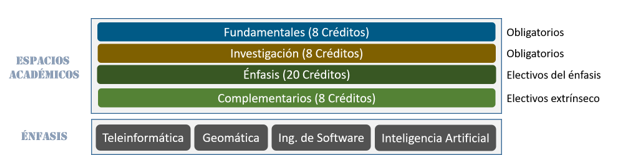 Fundamentales (8 Créditos) Obligatorios
Investigación (8 Créditos) Obligatorios
ESPACIOS
ACADÉMICOS
Énfasis (20 Créditos) Electivos del énfasis
Complementarios (8 Créditos) Electivos extrínseco
ÉNFASIS Teleinformática Geomática Ing. de Software Inteligencia Artificial